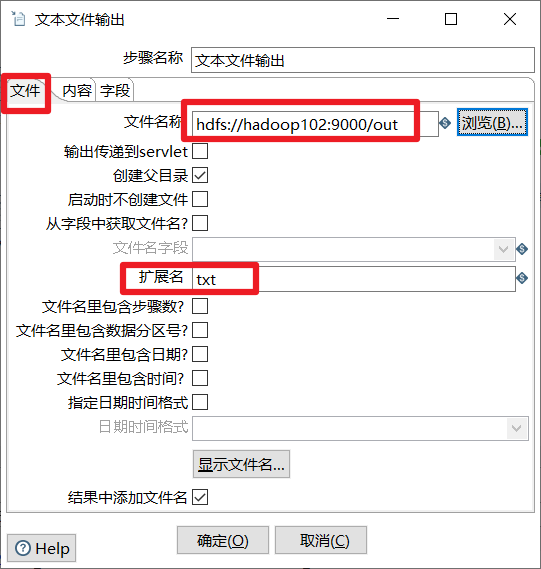 文本文件输出
步骤名称 文本文件输出
文件 内容 字段
文件名称 hdfs://hadoop102:9000/out 浏览(B)...
输出传递到servlet
创建父目录
启动时不创建文件
从字段中获取文件名?
文件名字段
扩展名 txt
文件名里包含步骤数?
文件名里包含数据分区号?
文件名里包含日期?
文件名里包含时间?
指定日期时间格式
日期时间格式
显示文件名...
结果中添加文件名
确定(O) 取消(C)
Help